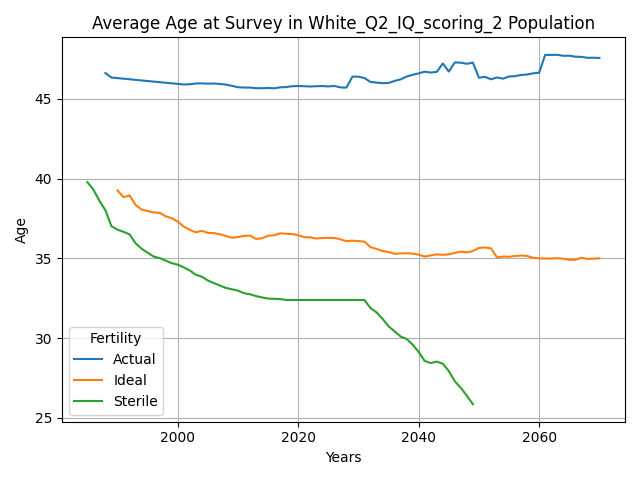 Average Age at Survey in White_Q2_IQ_scoring_2 Population
Age
45
40
35
30
25
Fertility
Actual
Ideal
Sterile
2000
2020
2040
2060
Years